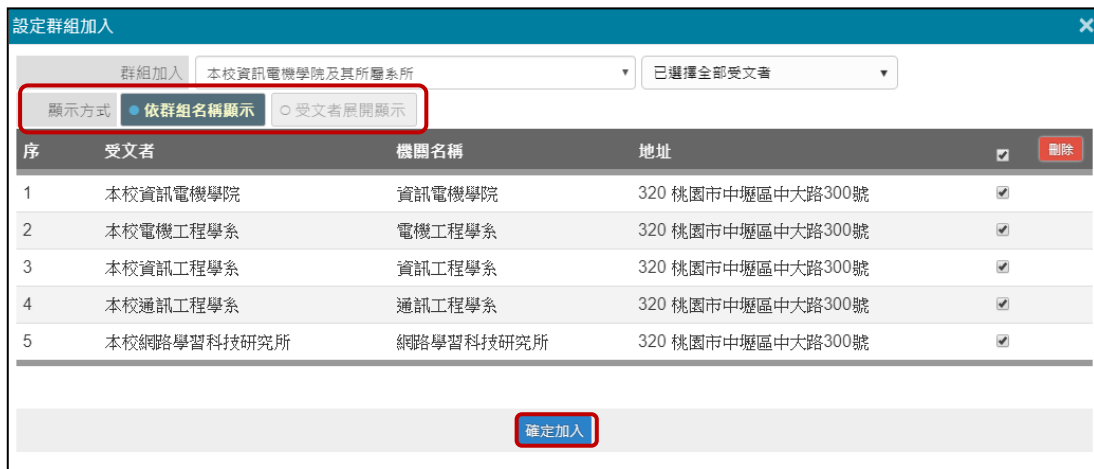 設定群組加入 ×
群組加入 本校資訊電機學院及其所屬系所 已選擇全部受文者
顯示方式 依群組名稱顯示 受文者展開顯示
序 受文者 機關名稱 地址 刪除
1 本校資訊電機學院 資訊電機學院 320 桃園市中壢區中大路300號
2 本校電機工程學系 電機工程學系 320 桃園市中壢區中大路300號
3 本校資訊工程學系 資訊工程學系 320 桃園市中壢區中大路300號
4 本校通訊工程學系 通訊工程學系 320 桃園市中壢區中大路300號
5 本校網路學習科技研究所 網路學習科技研究所 320 桃園市中壢區中大路300號
確定加入